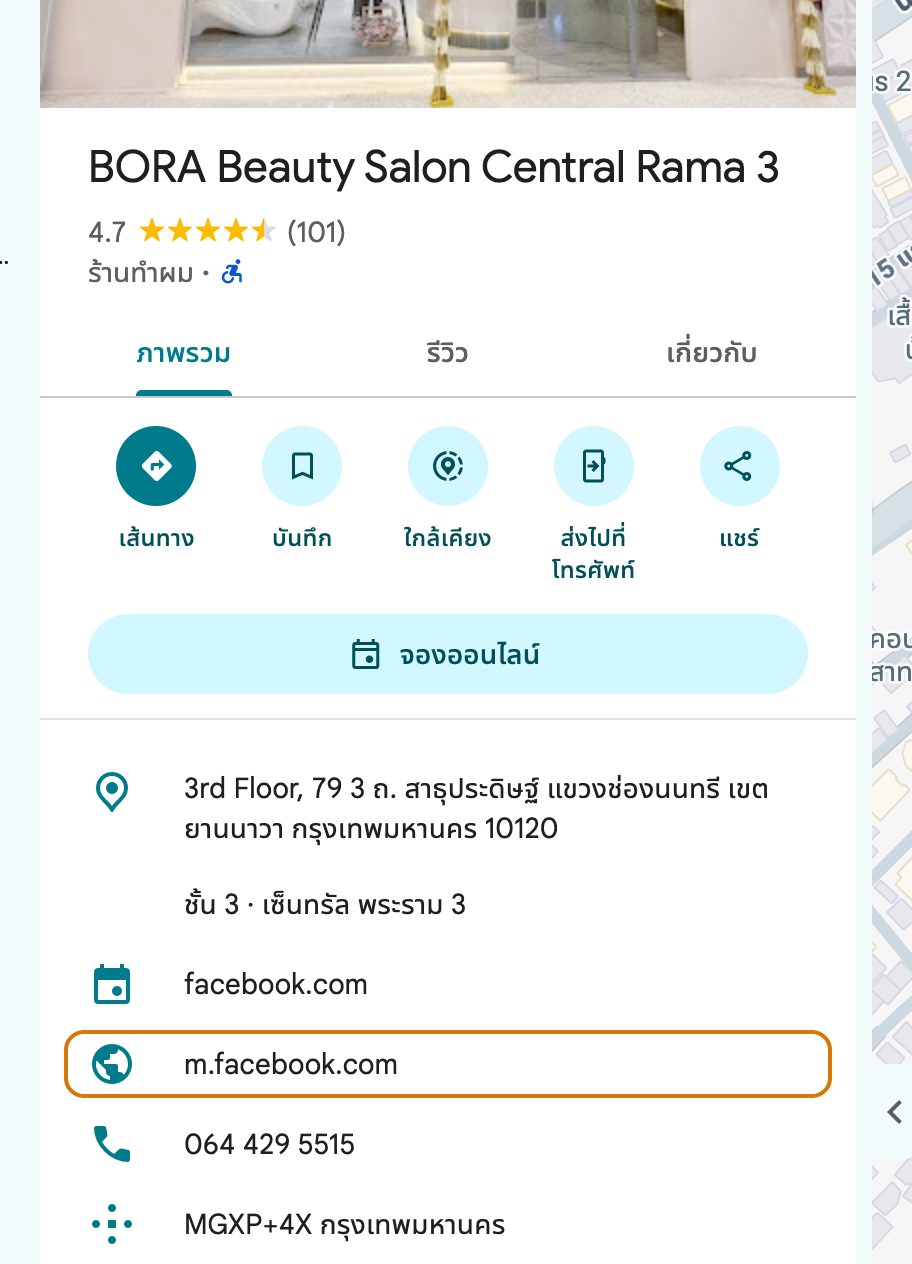 BORA Beauty Salon Central Rama 3
4.7 (101)
ร้านทำผม ·
ภาพรวม
รีวิว
เกี่ยวกับ
เส้นทาง
บันทึก
ใกล้เคียง
ส่งไปที่
โทรศัพท์
แชร์
จองออนไลน์
3rd Floor, 79 3 ถ. สาธุประดิษฐ์ แขวงช่องนนทรี เขต
ยานนาวา กรุงเทพมหานคร 10120
ชั้น 3 · เซ็นทรัล พระราม 3
facebook.com
m.facebook.com
064 429 5515
MGXP+4X กรุงเทพมหานคร